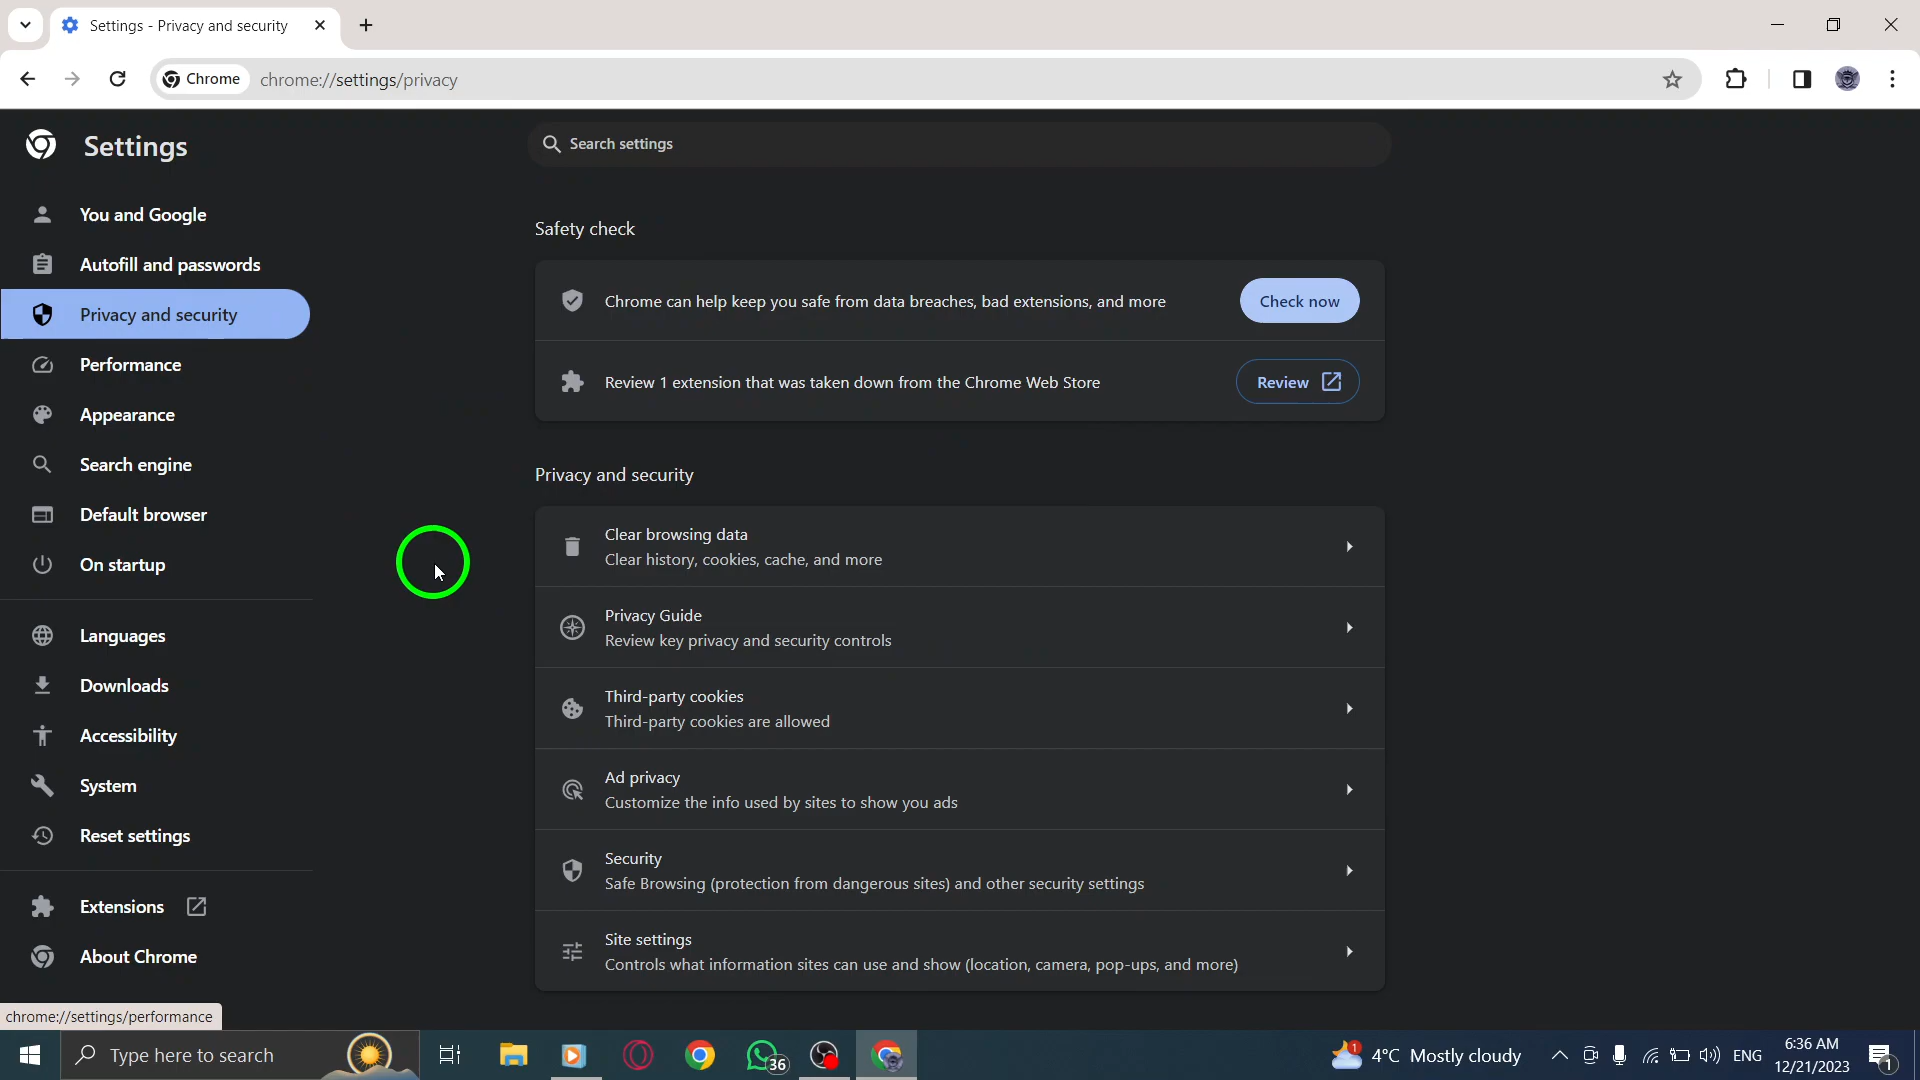 Settings - Privacy and security
Chrome
chrome://settings/privacy
Settings
Search settings
You and Google
Autofill and passwords
Privacy and security
Performance
Appearance
Search engine
Default browser
On startup
Languages
Downloads
Accessibility
System
Reset settings
Extensions
About Chrome
Safety check
Chrome can help keep you safe from data breaches, bad extensions, and more
Check now
Review 1 extension that was taken down from the Chrome Web Store
Review
Privacy and security
Clear browsing data
Clear history, cookies, cache, and more
Privacy Guide
Review key privacy and security controls
Third-party cookies
Third-party cookies are allowed
Ad privacy
Customize the info used by sites to show you ads
Security
Safe Browsing (protection from dangerous sites) and other security settings
Site settings
Controls what information sites can use and show (location, camera, pop-ups, and more)
chrome://settings/performance
Type here to search
36
1
4°C Mostly cloudy
ENG
6:36 AM
12/21/2023
1